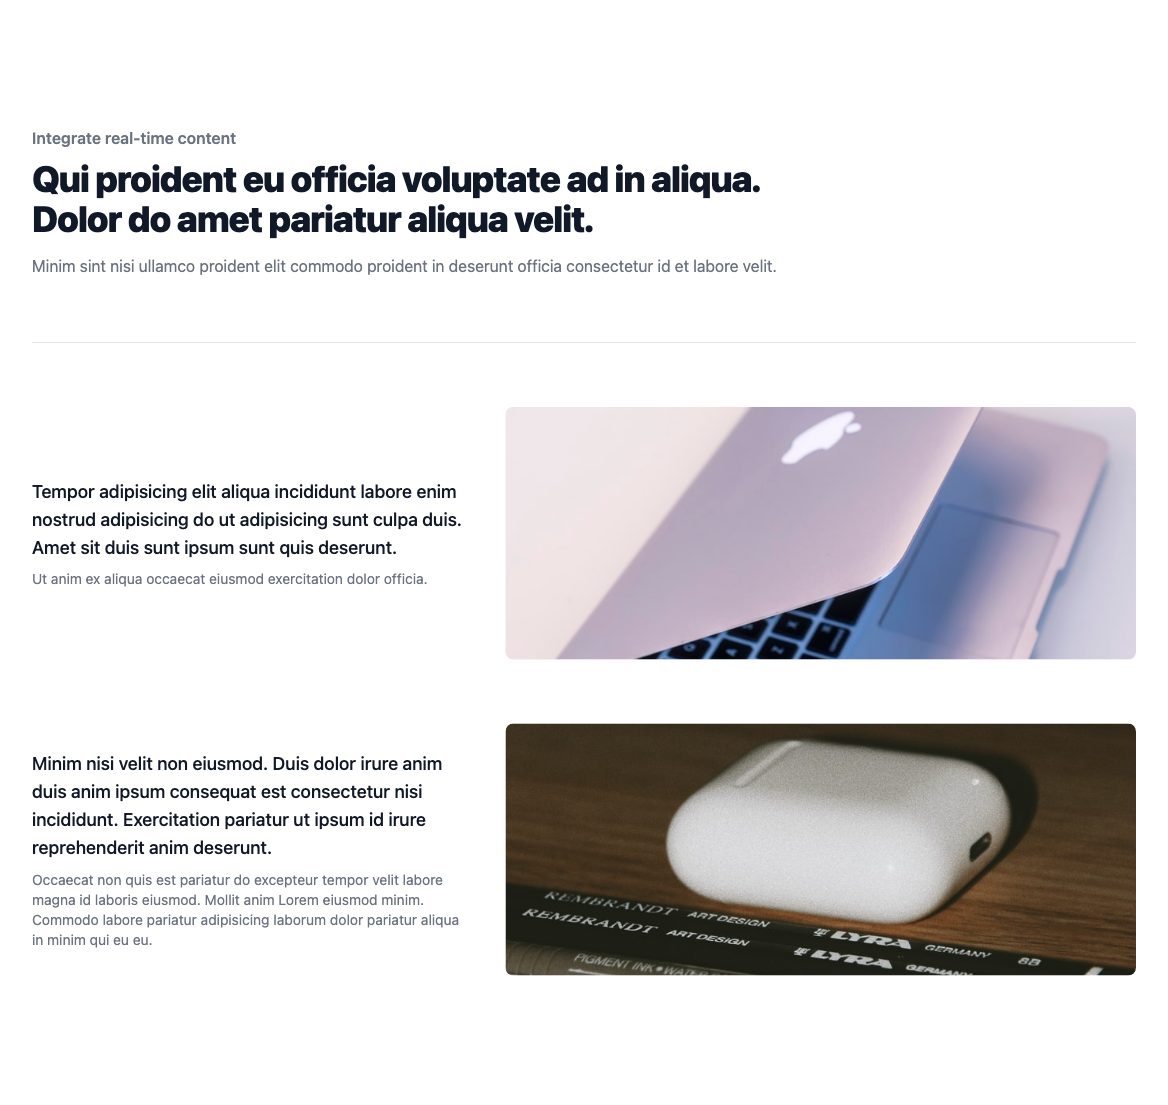 Integrate real-time content
Qui proident eu officia voluptate ad in aliqua.
Dolor do amet pariatur aliqua velit.
Minim sint nisi ullamco proident elit commodo proident in deserunt officia consectetur id et labore velit.
Tempor adipisicing elit aliqua incididunt labore enim
nostrud adipisicing do ut adipisicing sunt culpa duis.
Amet sit duis sunt ipsum sunt quis deserunt.
Ut anim ex aliqua occaecat eiusmod exercitation dolor officia.
Minim nisi velit non eiusmod. Duis dolor irure anim
duis anim ipsum consequat est consectetur nisi
incididunt. Exercitation pariatur ut ipsum id irure
reprehenderit anim deserunt.
Occaecat non quis est pariatur do excepteur tempor velit labore
magna id laboris eiusmod. Mollit anim Lorem eiusmod minim.
Commodo labore pariatur adipisicing laborum dolor pariatur aliqua
in minim qui eu eu.
REMBRANDT ART DESIGN LYRA GERMANY 8B
REMBRANDT ART DESIGN LYRA GERMANY
PIGMENT INK